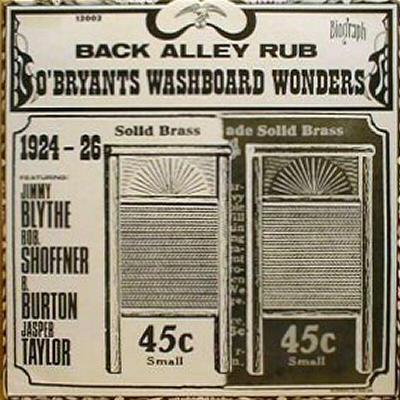 12003
Biograph
BACK ALLEY RUB
O'BRYANTS WASHBOARD WONDERS
1924 - 26
FEATURING:
JIMMY
BLYTHE
BOB.
SHOFFNER
B.
BURTON
JASPER
TAYLOR
Solid Brass
ade Solid Brass
45c
Small
45c
Small